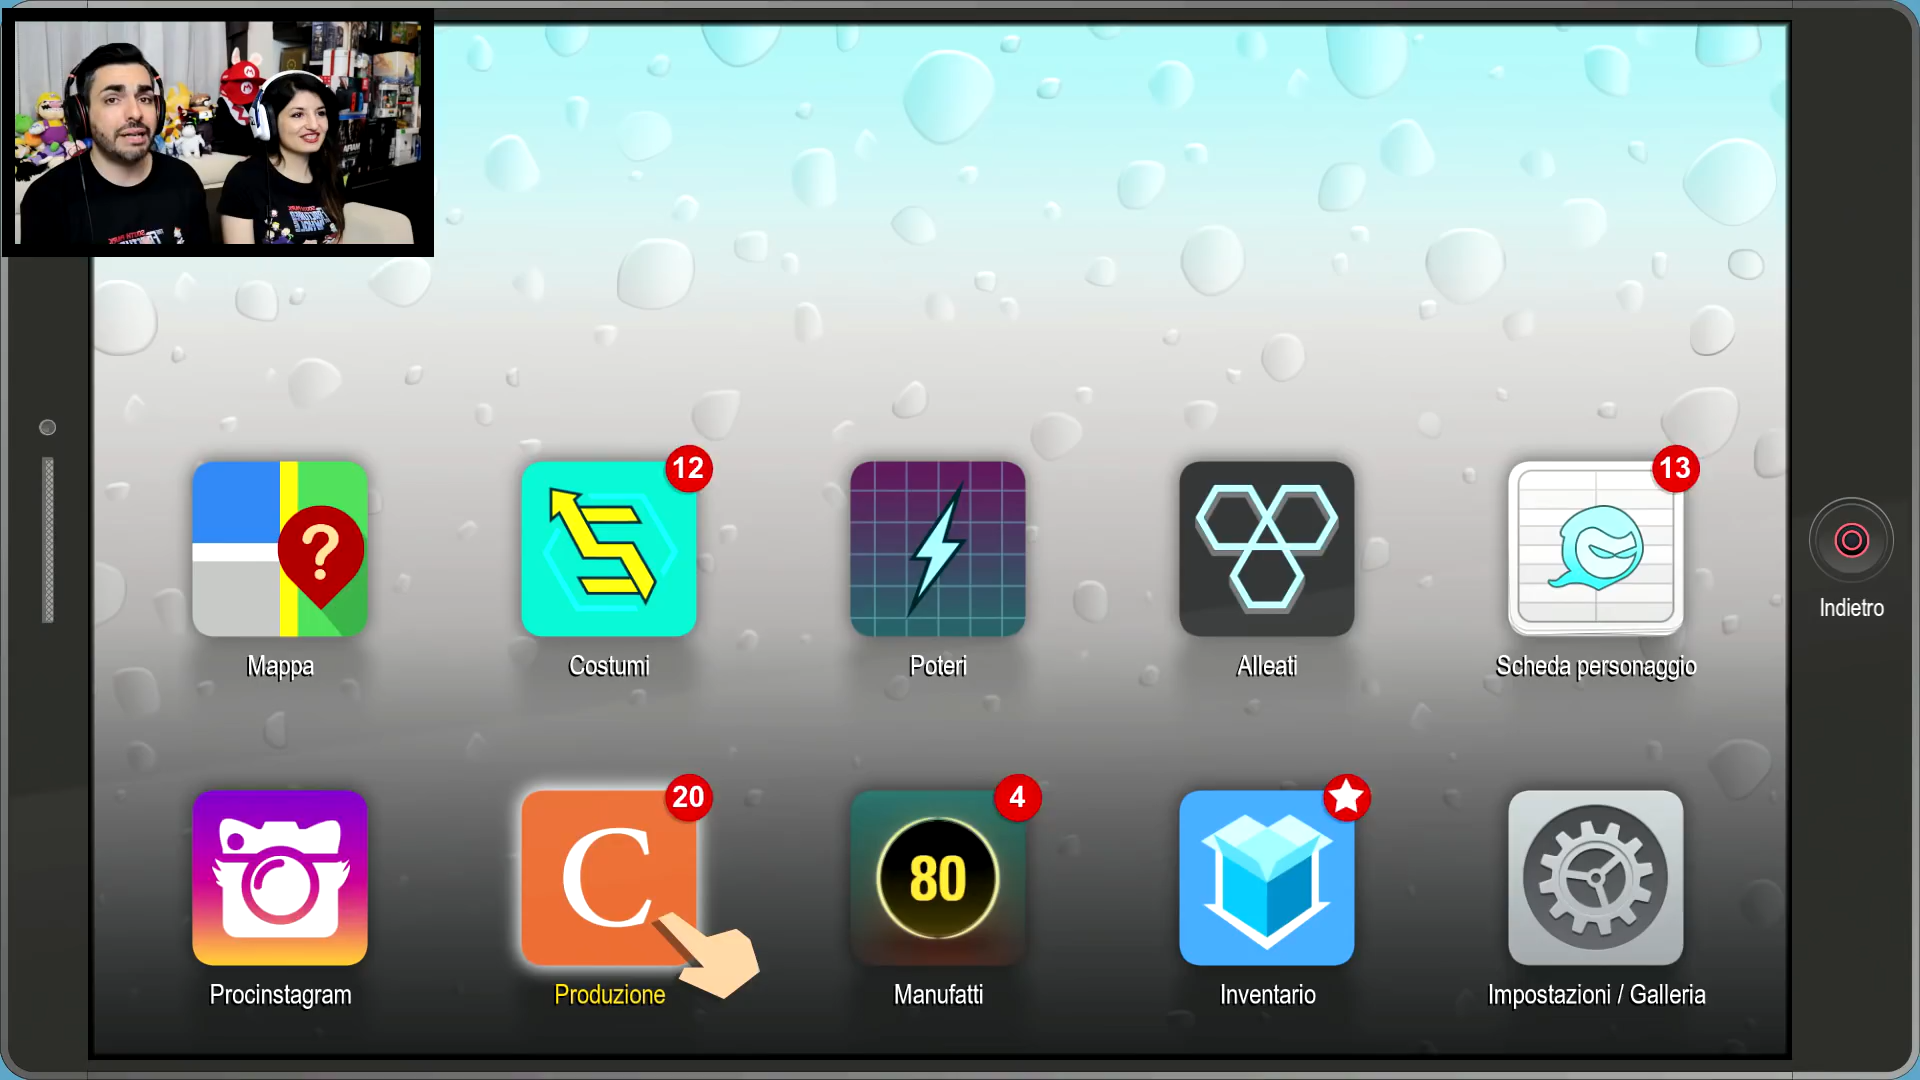 12
13
Mappa
Costumi
Poteri
Alleati
Scheda personaggio
Indietro
20
4
C
80
Procinstagram
Produzione
Manufatti
Inventario
Impostazioni / Galleria